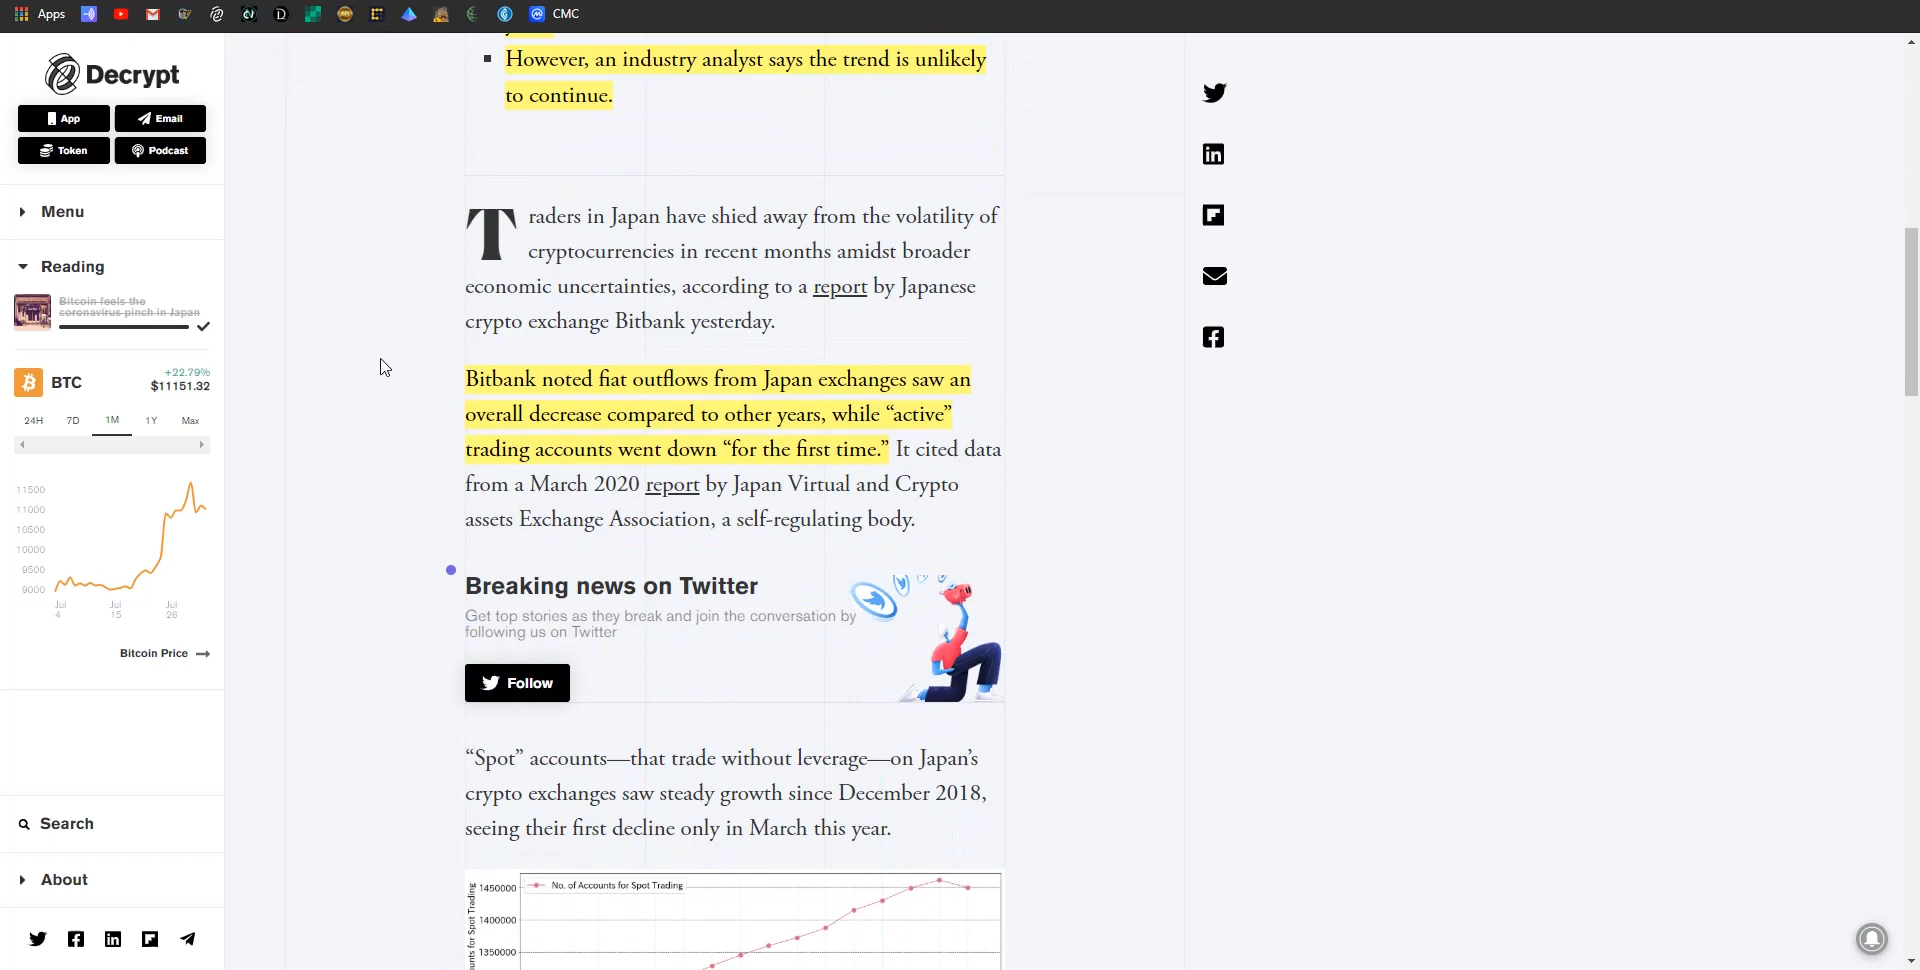 Apps
CMC
Decrypt
App
Email
Token
Podcast
Menu
Reading
Bitcoin feels the
coronavirus pinch in Japan
BTC
+22.79%
$11151.32
24H 7D 1M 1Y Max
11500
11000
10500
10000
9500
9000
Jul 4
Jul 15
Jul 26
Bitcoin Price
Search
About
However, an industry analyst says the trend is unlikely
to continue.
Traders in Japan have shied away from the volatility of
cryptocurrencies in recent months amidst broader
economic uncertainties, according to a report by Japanese
crypto exchange Bitbank yesterday.
Bitbank noted fiat outflows from Japan exchanges saw an
overall decrease compared to other years, while “active”
trading accounts went down “for the first time.” It cited data
from a March 2020 report by Japan Virtual and Crypto
assets Exchange Association, a self-regulating body.
Breaking news on Twitter
Get top stories as they break and join the conversation by
following us on Twitter
Follow
“Spot” accounts—that trade without leverage—on Japan’s
crypto exchanges saw steady growth since December 2018,
seeing their first decline only in March this year.
No. of Accounts for Spot Trading
1450000
1400000
1350000
for Spot Trading